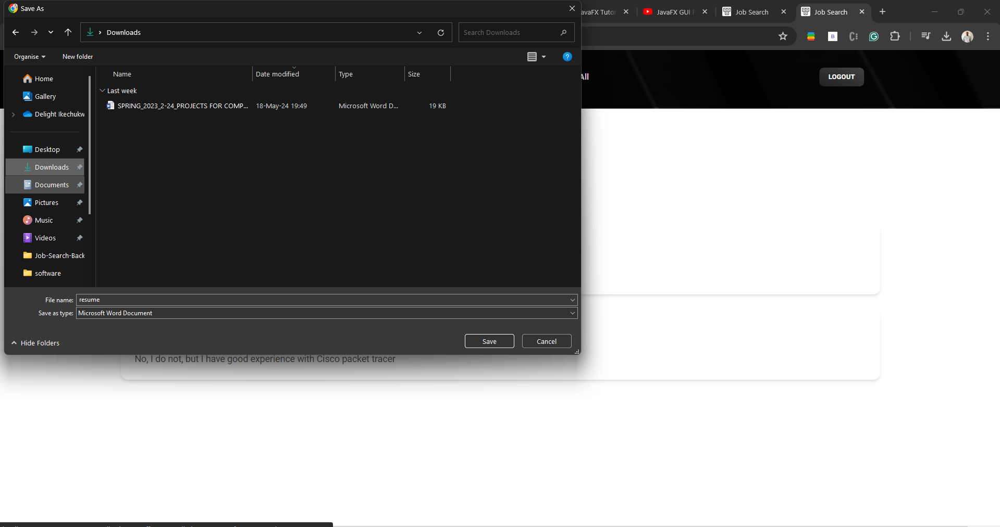 Save As
JavaFX GUI
Job Search
Job Search
Downloads
Search Downloads
Organise
New folder
Name
Date modified
Type
Size
All
LOGOUT
Home
Gallery
Delight Ikechukw
Last week
SPRING_2023_2-24_PROJECTS FOR COMP...
18-May-24 19:49
Microsoft Word D...
19 KB
Desktop
Downloads
Documents
Pictures
Music
Videos
Job-Search-Back
software
File name: resume
Save as type: Microsoft Word Document
Hide Folders
Save
Cancel
No, I do not, but I have good experience with Cisco packet tracer